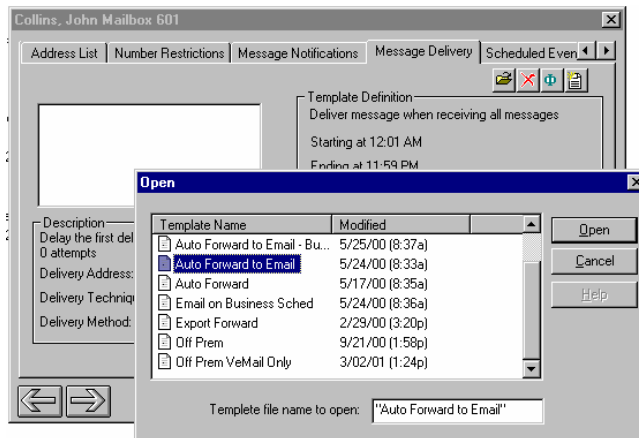 Collins, John Mailbox 601
Address List Number Restrictions Message Notifications Message Delivery Scheduled Even
Template Definition
Deliver message when receiving all messages
Starting at 12:01 AM
Ending at 11:59 PM
Open
Description
Delay the first del
0 attempts
Delivery Address:
Delivery Techniqu
Delivery Method:
Template Name Modified
Auto Forward to Email - Bu... 5/25/00 (8:37a)
Auto Forward to Email 5/24/00 (8:33a)
Auto Forward 5/17/00 (8:35a)
Email on Business Sched 5/24/00 (8:36a)
Export Forward 2/29/00 (3:20p)
Off Prem 9/21/00 (1:58p)
Off Prem VeMail Only 3/02/01 (1:24p)
Open
Cancel
Help
Templete file name to open: "Auto Forward to Email"